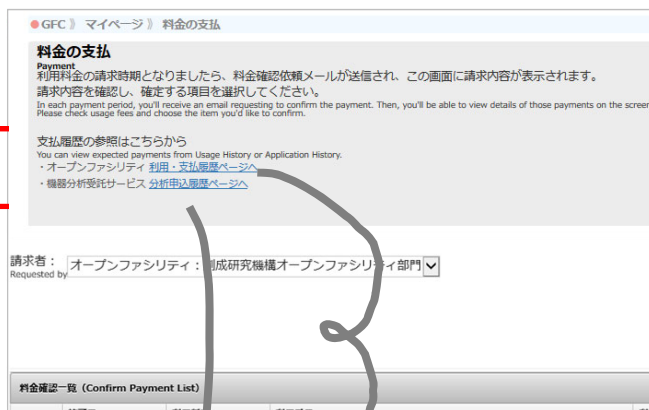 ●GFC 》 マイページ 》 料金の支払
料金の支払
Payment
利用料金の請求時期となりましたら、料金確認依頼メールが送信され、この画面に請求内容が表示されます。
請求内容を確認し、確定する項目を選択してください。
In each payment period, you'll receive an email requesting to confirm the payment. Then, you'll be able to view details of those payments on the screen
Please check usage fees and choose the item you'd like to confirm.
支払履歴の参照はこちらから
You can view expected payments from Usage History or Application History.
・オープンファシリティ 利用・支払履歴ページへ
・機器分析受託サービス 分析申込履歴ページへ
請求者： オープンファシリティ：創成研究機構オープンファシリティ部門
Requested by
料金確認一覧（Confirm Payment List）